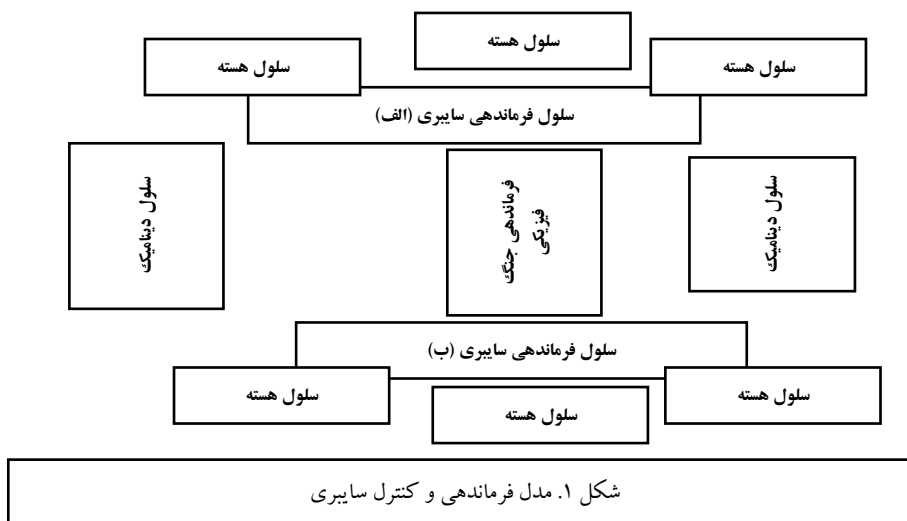 سلول هسته
سلول هسته
سلول هسته
سلول فرماندهی سایبری (الف)
سلول دینامیک
فرماندهی جنگ
فیزیکی
سلول دینامیک
سلول فرماندهی سایبری (ب)
سلول هسته
سلول هسته
سلول هسته
شکل ۱. مدل فرماندهی و کنترل سایبری